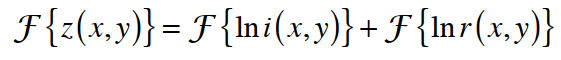 ℱ{z(x,y)} = ℱ{ln i(x,y)} + ℱ{ln r(x,y)}